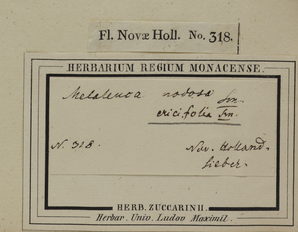 Fl. Novæ Holl. No. 318.
HERBARIUM REGIUM MONACENSE.
Melaleuca nodosa Sm.
ericifolia Sm.
N. 318.
Nov. Holland.
Sieber.
HERB. ZUCCARINII.
Herbar. Univ. Ludov. Maximil.